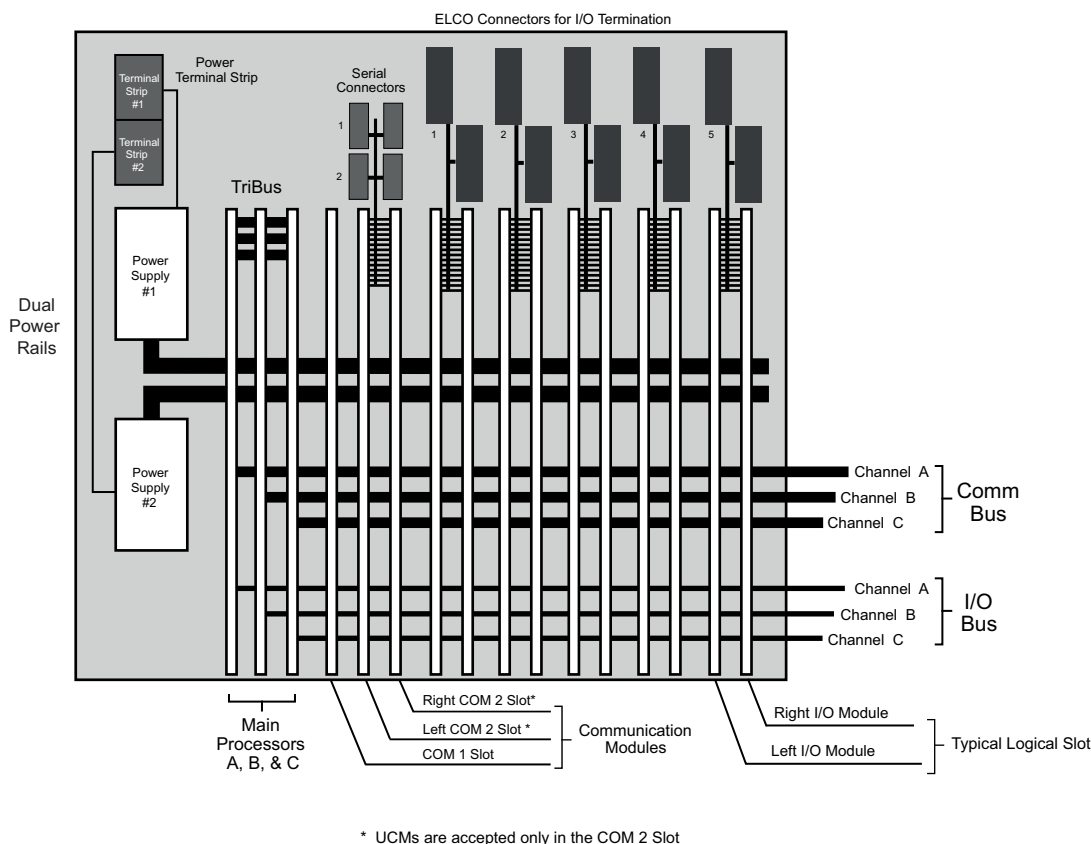 ELCO Connectors for I/O Termination
Terminal
Strip
#1
Power
Terminal Strip
Terminal
Strip
#2
Serial
Connectors
1
2
1
2
3
4
5
TriBus
Power
Supply
#1
Dual
Power
Rails
Power
Supply
#2
Channel A
Channel B
Channel C
Comm
Bus
Channel A
Channel B
Channel C
I/O
Bus
Main
Processors
A, B, & C
Right COM 2 Slot*
Left COM 2 Slot *
COM 1 Slot
Communication
Modules
Right I/O Module
Left I/O Module
Typical Logical Slot
* UCMs are accepted only in the COM 2 Slot